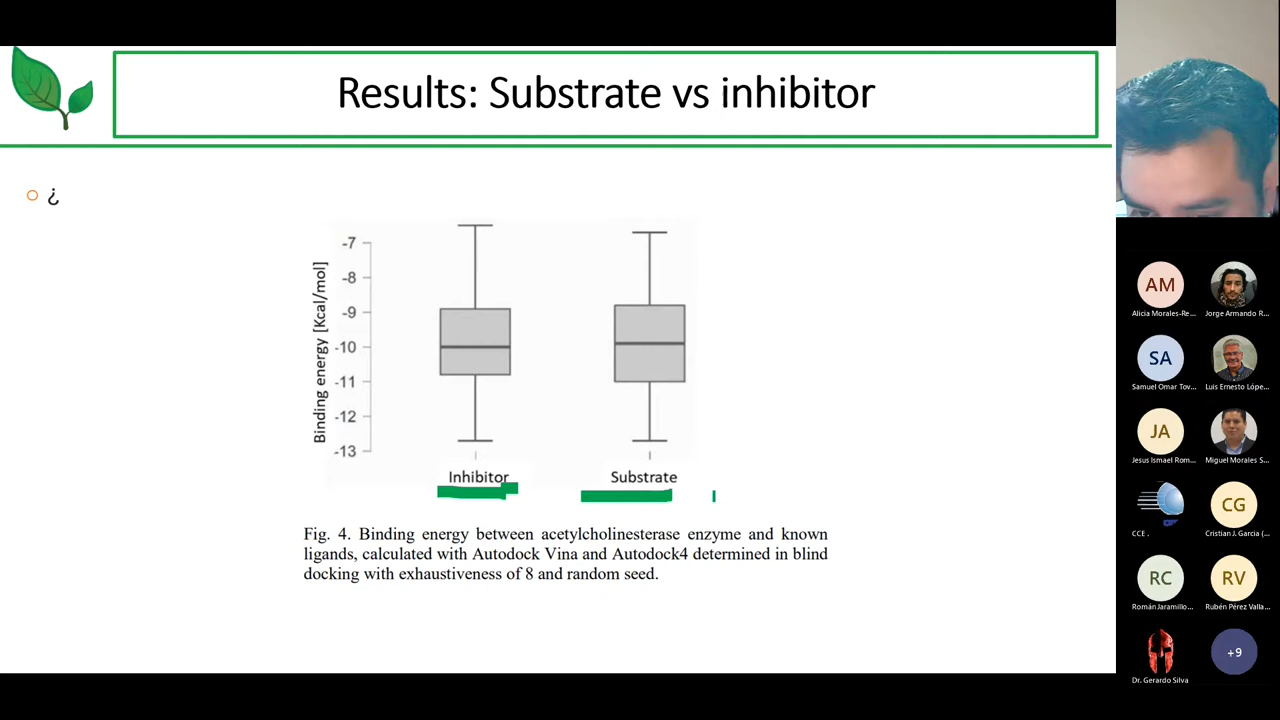 Results: Substrate vs inhibitor
¿
Binding energy [Kcal/mol]
-7
-8
-9
-10
-11
-12
-13
Inhibitor
Substrate
Fig. 4. Binding energy between acetylcholinesterase enzyme and known
ligands, calculated with Autodock Vina and Autodock4 determined in blind
docking with exhaustiveness of 8 and random seed.
AM
Alicia Morales-Re...
Jorge Armando R...
SA
Samuel Omar Tov...
Luis Ernesto Lópe...
JA
Jesus Ismael Rom...
Miguel Morales S...
CCE .
CG
Cristian J. Garcia (...
RC
Román Jaramillo...
RV
Rubén Pérez Valla...
Dr. Gerardo Silva
+9